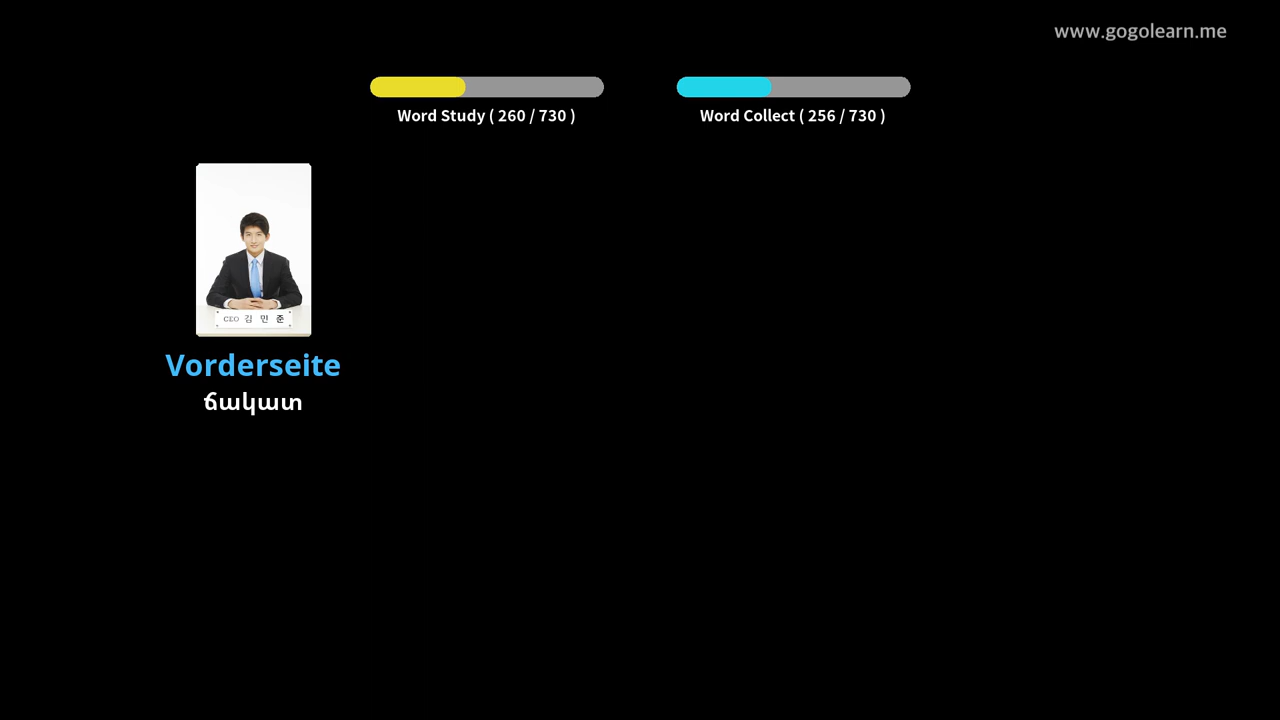 www.gogolearn.me
Word Study ( 260 / 730 )
Word Collect ( 256 / 730 )
CEO 김 민 준
Vorderseite
ճակատ